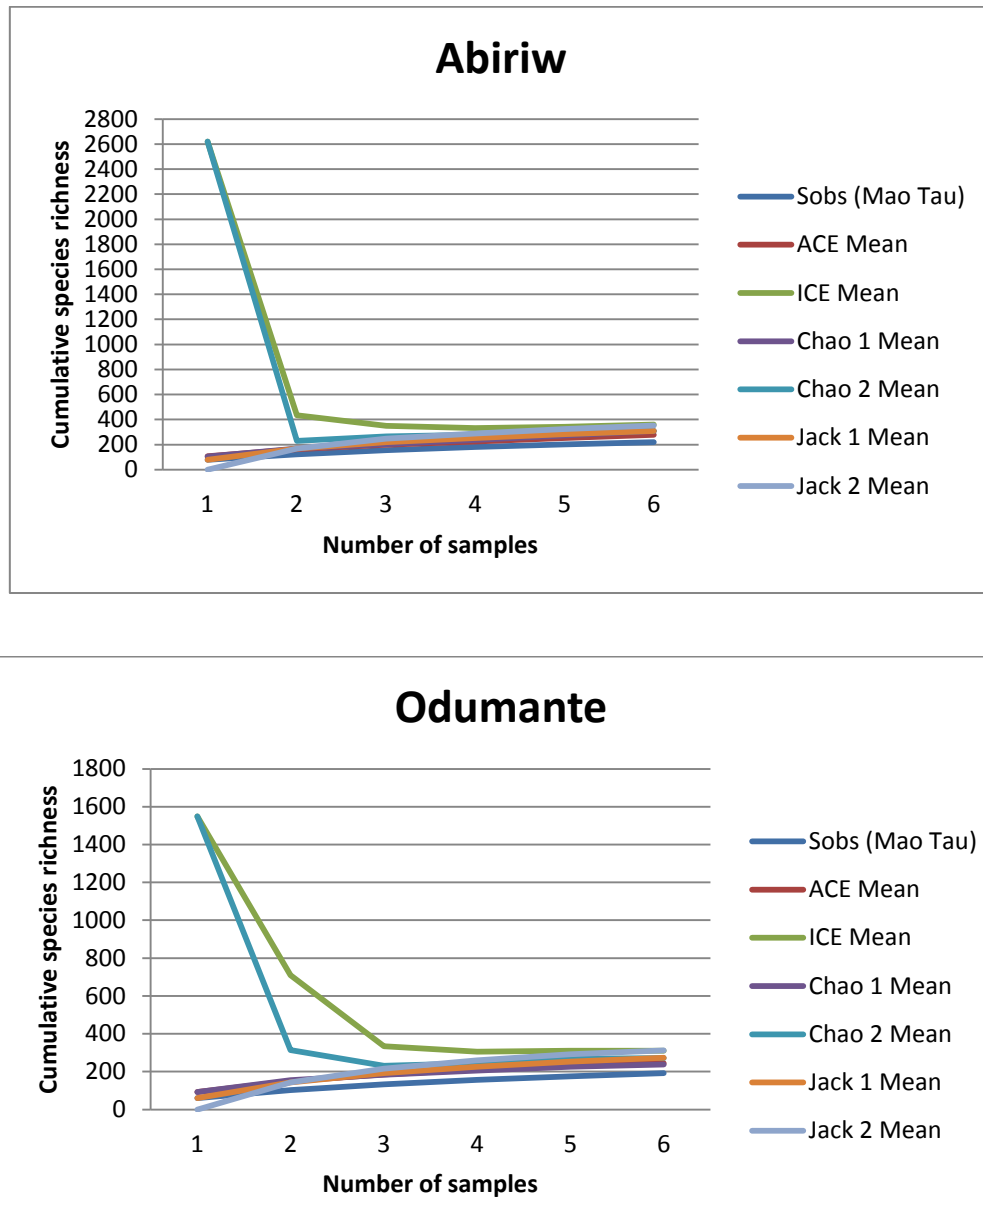 Abiriw
Cumulative species richness
2800
2600
2400
2200
2000
1800
1600
1400
1200
1000
800
600
400
200
0
1 2 3 4 5 6
Number of samples
Sobs (Mao Tau)
ACE Mean
ICE Mean
Chao 1 Mean
Chao 2 Mean
Jack 1 Mean
Jack 2 Mean
Odumante
Cumulative species richness
1800
1600
1400
1200
1000
800
600
400
200
0
1 2 3 4 5 6
Number of samples
Sobs (Mao Tau)
ACE Mean
ICE Mean
Chao 1 Mean
Chao 2 Mean
Jack 1 Mean
Jack 2 Mean